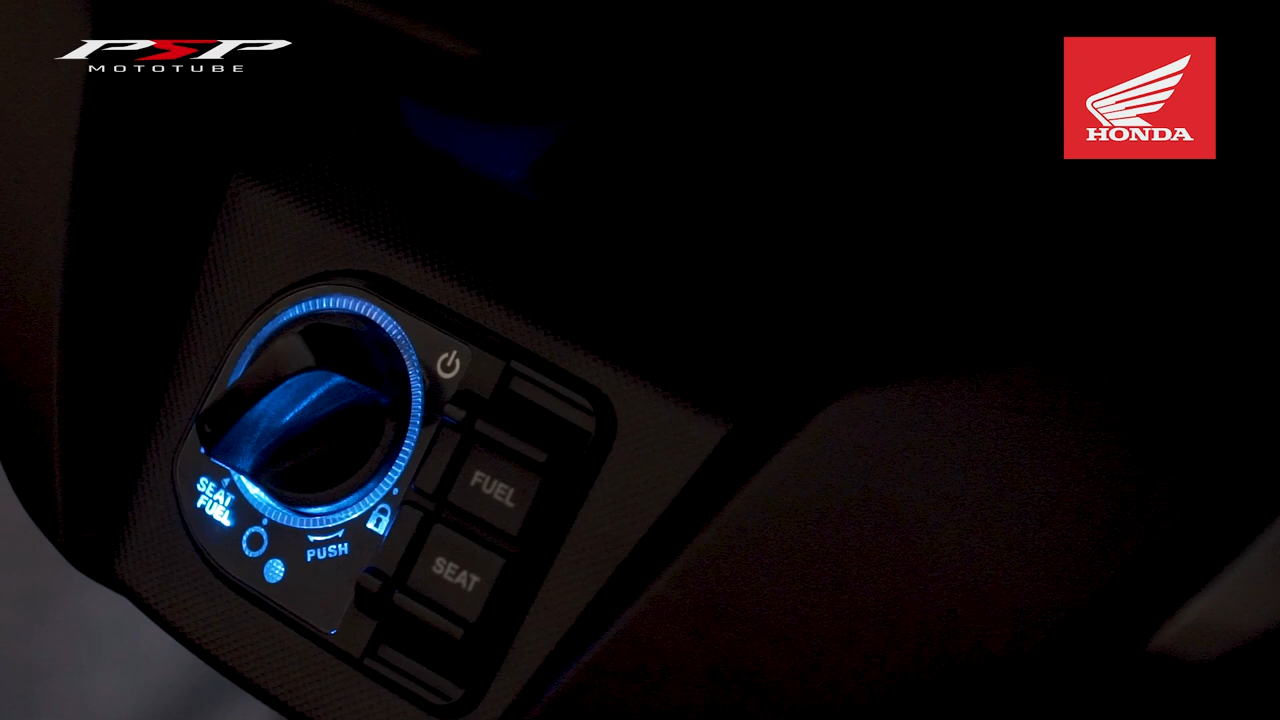 PSP
MOTOTUBE
HONDA
FUEL
SEAT
SEAT
FUEL
PUSH